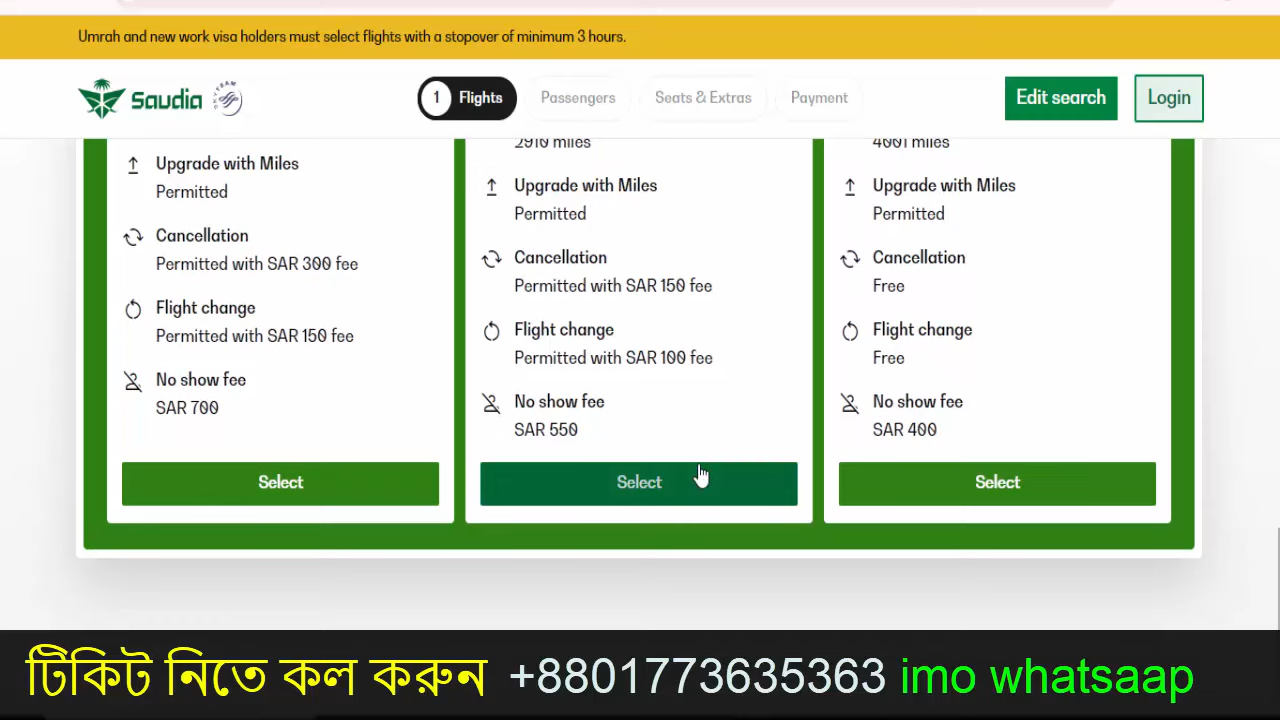 Umrah and new work visa holders must select flights with a stopover of minimum 3 hours.
Saudia
1 Flights
Passengers
Seats & Extras
Payment
Edit search
Login
Upgrade with Miles
Permitted
Cancellation
Permitted with SAR 300 fee
Flight change
Permitted with SAR 150 fee
No show fee
SAR 700
Select
2910 miles
Upgrade with Miles
Permitted
Cancellation
Permitted with SAR 150 fee
Flight change
Permitted with SAR 100 fee
No show fee
SAR 550
Select
4001 miles
Upgrade with Miles
Permitted
Cancellation
Free
Flight change
Free
No show fee
SAR 400
Select
টিকিট নিতে কল করুন +8801773635363 imo whatsaap